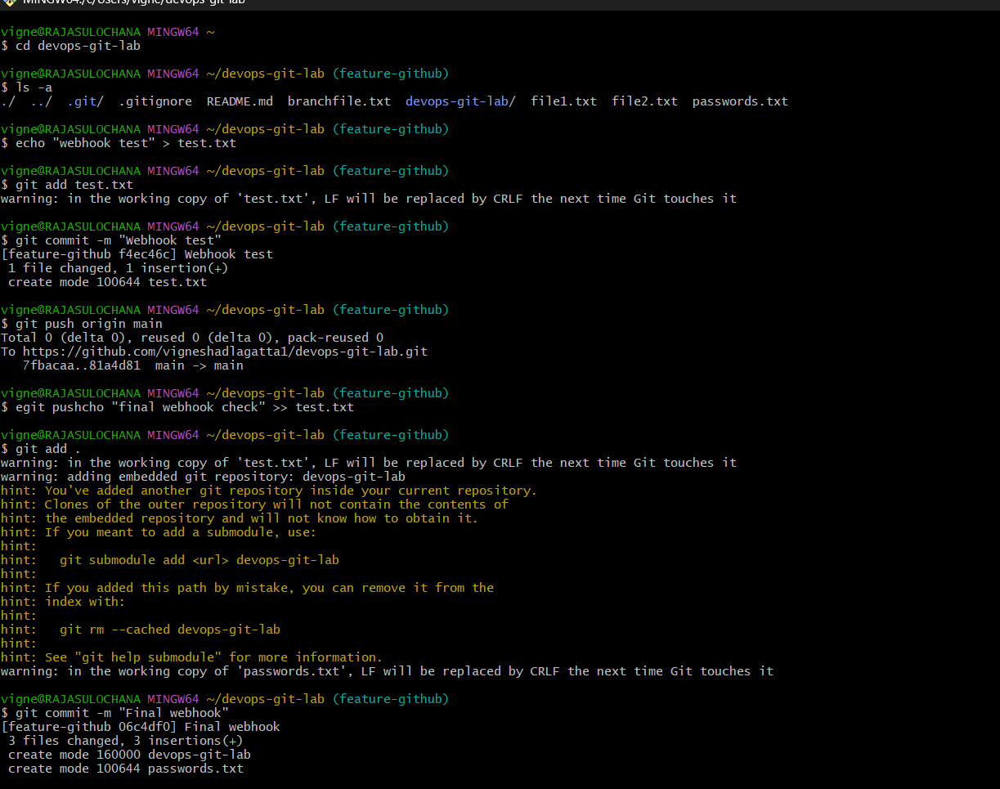 MINGW64:/c/Users/vigne/devops-git-lab
vigne@RAJASULOCHANA MINGW64 ~
$ cd devops-git-lab
vigne@RAJASULOCHANA MINGW64 ~/devops-git-lab (feature-github)
$ ls -a
./  ../  .git/  .gitignore  README.md  branchfile.txt  devops-git-lab/  file1.txt  file2.txt  passwords.txt
vigne@RAJASULOCHANA MINGW64 ~/devops-git-lab (feature-github)
$ echo "webhook test" > test.txt
vigne@RAJASULOCHANA MINGW64 ~/devops-git-lab (feature-github)
$ git add test.txt
warning: in the working copy of 'test.txt', LF will be replaced by CRLF the next time Git touches it
vigne@RAJASULOCHANA MINGW64 ~/devops-git-lab (feature-github)
$ git commit -m "Webhook test"
[feature-github f4ec46c] Webhook test
 1 file changed, 1 insertion(+)
 create mode 100644 test.txt
vigne@RAJASULOCHANA MINGW64 ~/devops-git-lab (feature-github)
$ git push origin main
Total 0 (delta 0), reused 0 (delta 0), pack-reused 0
To https://github.com/vigneshadlagatta1/devops-git-lab.git
   7fbacaa..81a4d81  main -> main
vigne@RAJASULOCHANA MINGW64 ~/devops-git-lab (feature-github)
$ egit pushcho "final webhook check" >> test.txt
vigne@RAJASULOCHANA MINGW64 ~/devops-git-lab (feature-github)
$ git add .
warning: in the working copy of 'test.txt', LF will be replaced by CRLF the next time Git touches it
warning: adding embedded git repository: devops-git-lab
hint: You've added another git repository inside your current repository.
hint: Clones of the outer repository will not contain the contents of
hint: the embedded repository and will not know how to obtain it.
hint: If you meant to add a submodule, use:
hint:
hint:   git submodule add <url> devops-git-lab
hint:
hint: If you added this path by mistake, you can remove it from the
hint: index with:
hint:
hint:   git rm --cached devops-git-lab
hint:
hint: See "git help submodule" for more information.
warning: in the working copy of 'passwords.txt', LF will be replaced by CRLF the next time Git touches it
vigne@RAJASULOCHANA MINGW64 ~/devops-git-lab (feature-github)
$ git commit -m "Final webhook"
[feature-github 06c4df0] Final webhook
 3 files changed, 3 insertions(+)
 create mode 160000 devops-git-lab
 create mode 100644 passwords.txt